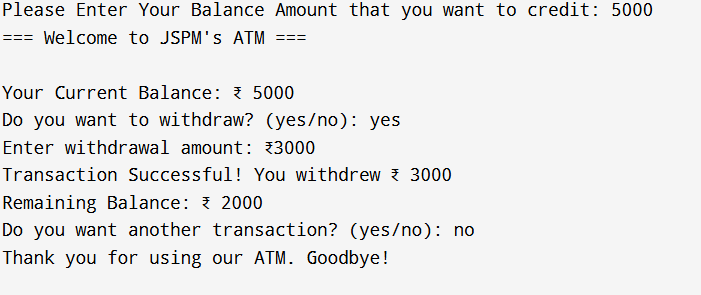 Please Enter Your Balance Amount that you want to credit: 5000
=== Welcome to JSPM's ATM ===
Your Current Balance: ₹ 5000
Do you want to withdraw? (yes/no): yes
Enter withdrawal amount: ₹3000
Transaction Successful! You withdrew ₹ 3000
Remaining Balance: ₹ 2000
Do you want another transaction? (yes/no): no
Thank you for using our ATM. Goodbye!